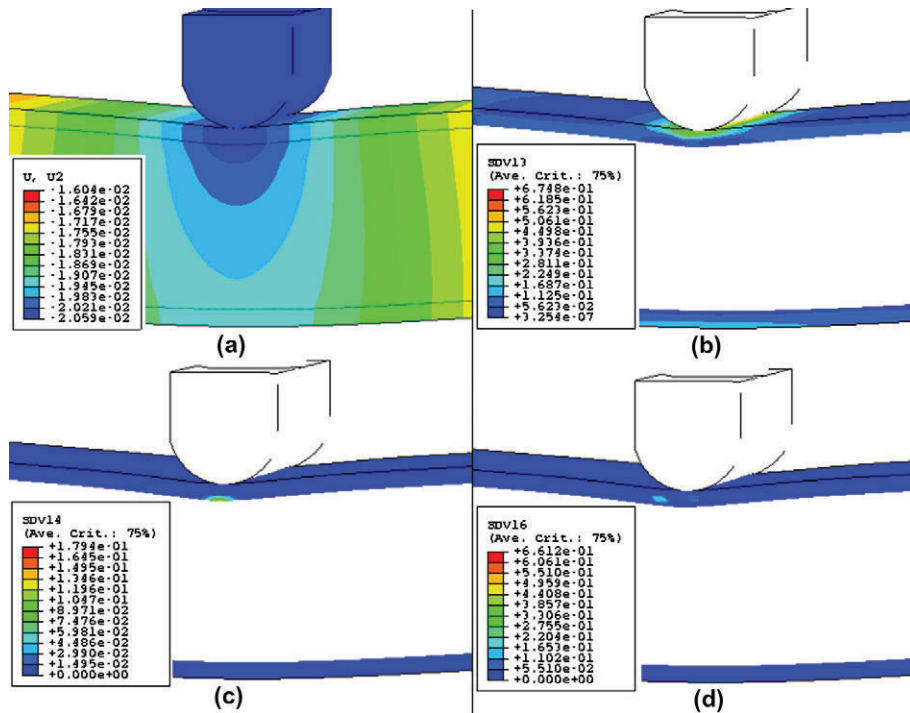 U, U2
-1.604e-02
-1.642e-02
-1.679e-02
-1.717e-02
-1.755e-02
-1.793e-02
-1.831e-02
-1.869e-02
-1.907e-02
-1.945e-02
-1.983e-02
-2.021e-02
-2.059e-02
(a)
SDV13
(Ave. Crit.: 75%)
+6.748e-01
+6.185e-01
+5.623e-01
+5.061e-01
+4.498e-01
+3.936e-01
+3.374e-01
+2.811e-01
+2.249e-01
+1.687e-01
+1.125e-01
+5.623e-02
+3.254e-07
(b)
SDV14
(Ave. Crit.: 75%)
+1.794e-01
+1.645e-01
+1.495e-01
+1.346e-01
+1.196e-01
+1.047e-01
+8.971e-02
+7.476e-02
+5.981e-02
+4.486e-02
+2.990e-02
+1.495e-02
+0.000e+00
(c)
SDV16
(Ave. Crit.: 75%)
+6.612e-01
+6.061e-01
+5.510e-01
+4.959e-01
+4.408e-01
+3.857e-01
+3.306e-01
+2.755e-01
+2.204e-01
+1.653e-01
+1.102e-01
+5.510e-02
+0.000e+00
(d)